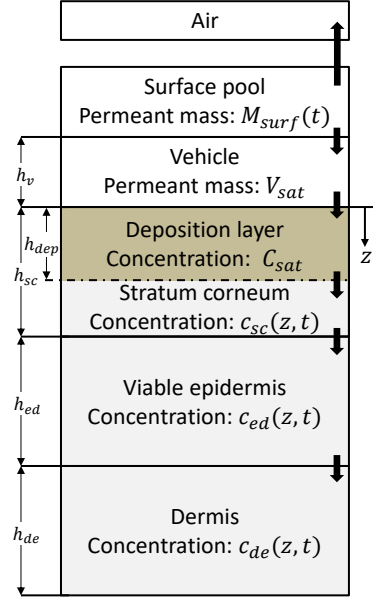 Air
Surface pool
Permeant mass: M_surf(t)
h_v
Vehicle
Permeant mass: V_sat
h_dep
Deposition layer
Concentration: C_sat
z
h_sc
Stratum corneum
Concentration: c_sc(z, t)
h_ed
Viable epidermis
Concentration: c_ed(z, t)
h_de
Dermis
Concentration: c_de(z, t)